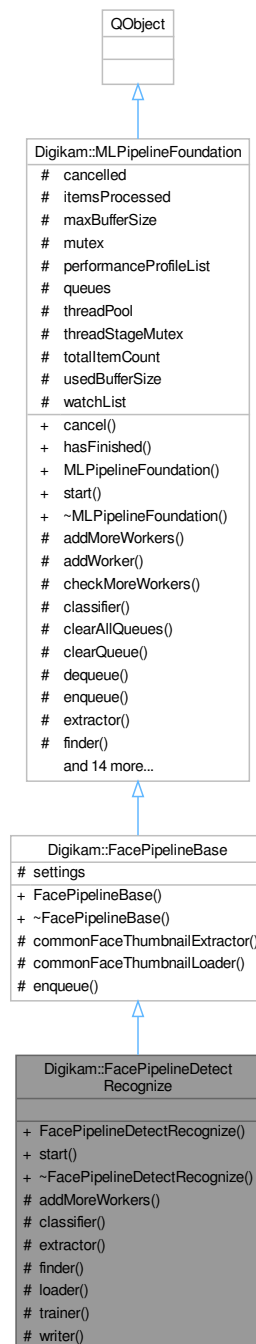 QObject
Digikam::MLPipelineFoundation
# cancelled
# itemsProcessed
# maxBufferSize
# mutex
# performanceProfileList
# queues
# threadPool
# threadStageMutex
# totalItemCount
# usedBufferSize
# watchList
+ cancel()
+ hasFinished()
+ MLPipelineFoundation()
+ start()
+ ~MLPipelineFoundation()
# addMoreWorkers()
# addWorker()
# checkMoreWorkers()
# classifier()
# clearAllQueues()
# clearQueue()
# dequeue()
# enqueue()
# extractor()
# finder()
and 14 more...
Digikam::FacePipelineBase
# settings
+ FacePipelineBase()
+ ~FacePipelineBase()
# commonFaceThumbnailExtractor()
# commonFaceThumbnailLoader()
# enqueue()
Digikam::FacePipelineDetect
Recognize
+ FacePipelineDetectRecognize()
+ start()
+ ~FacePipelineDetectRecognize()
# addMoreWorkers()
# classifier()
# extractor()
# finder()
# loader()
# trainer()
# writer()